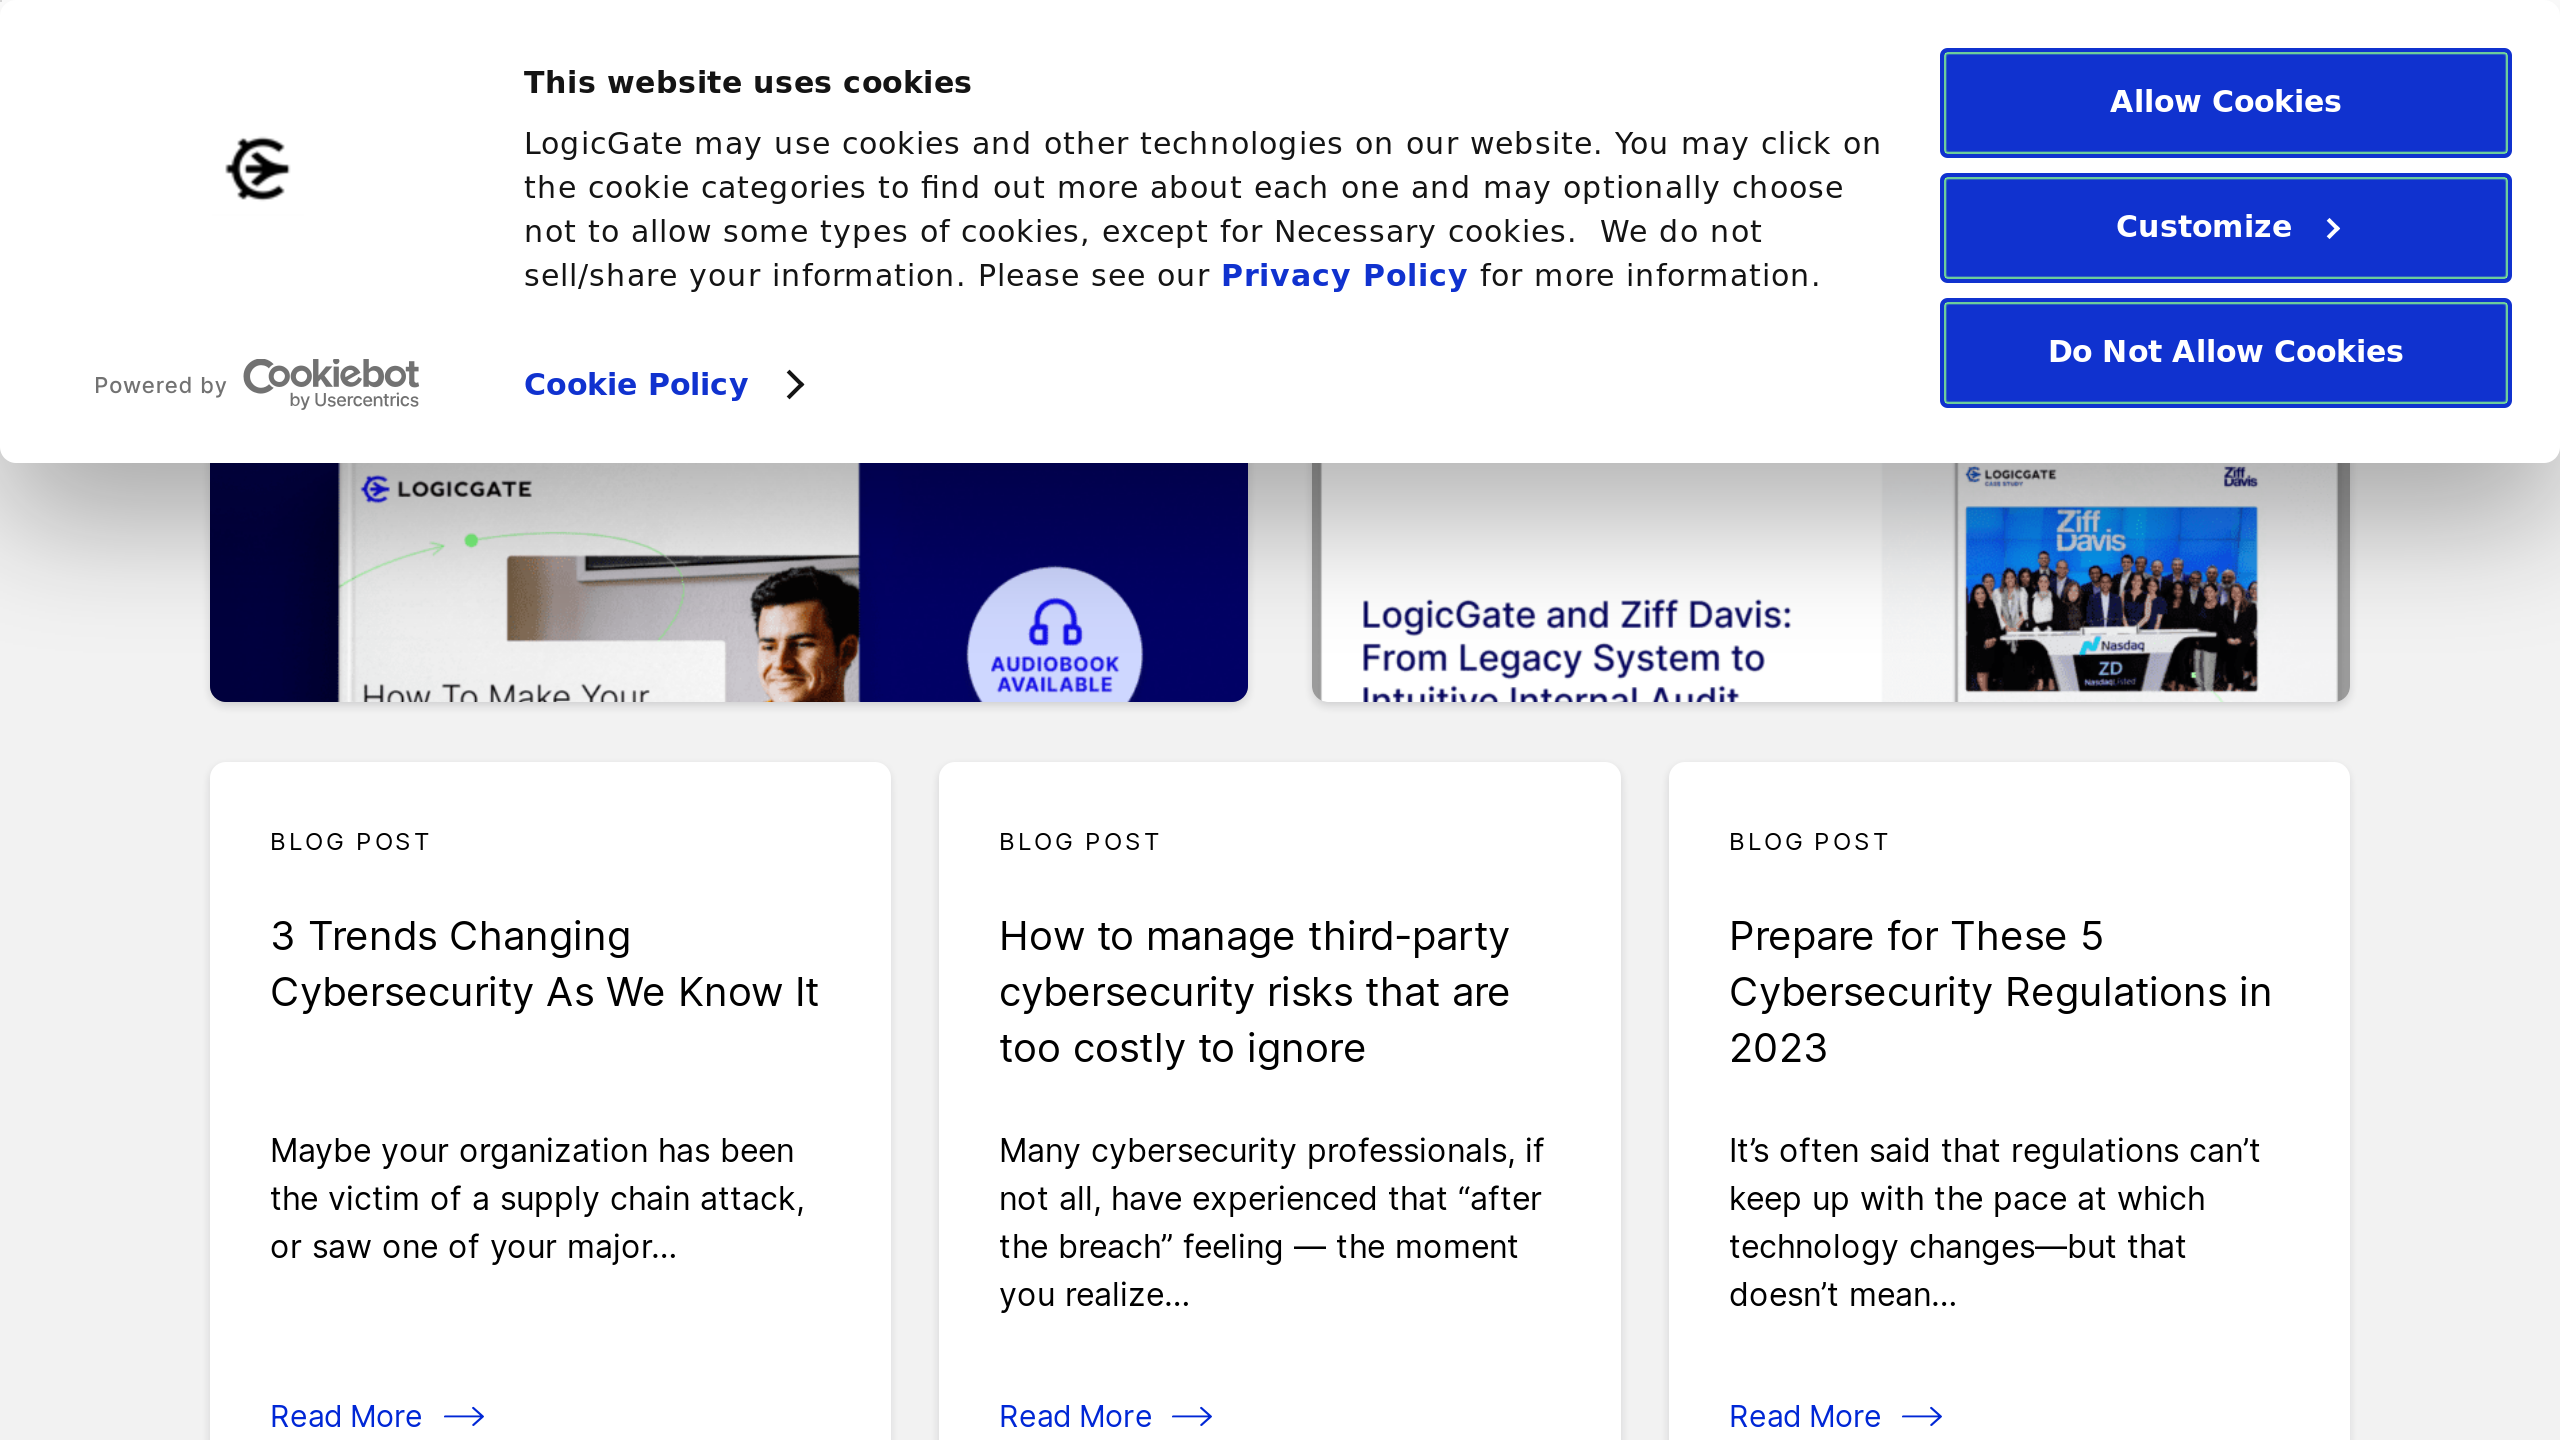 This website uses cookies
LogicGate may use cookies and other technologies on our website. You may click on
the cookie categories to find out more about each one and may optionally choose
not to allow some types of cookies, except for Necessary cookies.  We do not
sell/share your information. Please see our Privacy Policy for more information.
Powered by Cookiebot
by Usercentrics
Cookie Policy
Allow Cookies
Customize
Do Not Allow Cookies
LOGICGATE
How To Make Your
AUDIOBOOK
AVAILABLE
LogicGate and Ziff Davis:
From Legacy System to
Intuitive Internal Audit
LOGICGATE
CASE STUDY
Ziff
Davis
Ziff
Davis
Nasdaq
ZD
Nasdaq Listed
BLOG POST
3 Trends Changing
Cybersecurity As We Know It
Maybe your organization has been
the victim of a supply chain attack,
or saw one of your major...
Read More
BLOG POST
How to manage third-party
cybersecurity risks that are
too costly to ignore
Many cybersecurity professionals, if
not all, have experienced that “after
the breach” feeling — the moment
you realize...
Read More
BLOG POST
Prepare for These 5
Cybersecurity Regulations in
2023
It’s often said that regulations can’t
keep up with the pace at which
technology changes—but that
doesn’t mean...
Read More